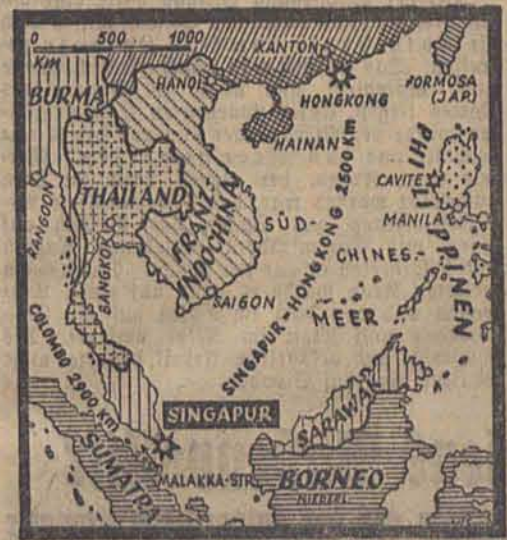 0 500 1000
Km
KANTON
BURMA
HANOI
HONGKONG
FORMOSA
(JAP.)
HAINAN
THAILAND
FRANZ.
INDOCHINA
RANGOON
BANGKOK
SÜD-
CHINES.-
MEER
CAVITE
MANILA
PHILIPPINEN
SAIGON
SINGAPUR-HONGKONG 2500 Km
COLOMBO 2900 Km
SINGAPUR
SUMATRA
MALAKKA-STR.
SARAWAK
BORNEO
NIEDERL.